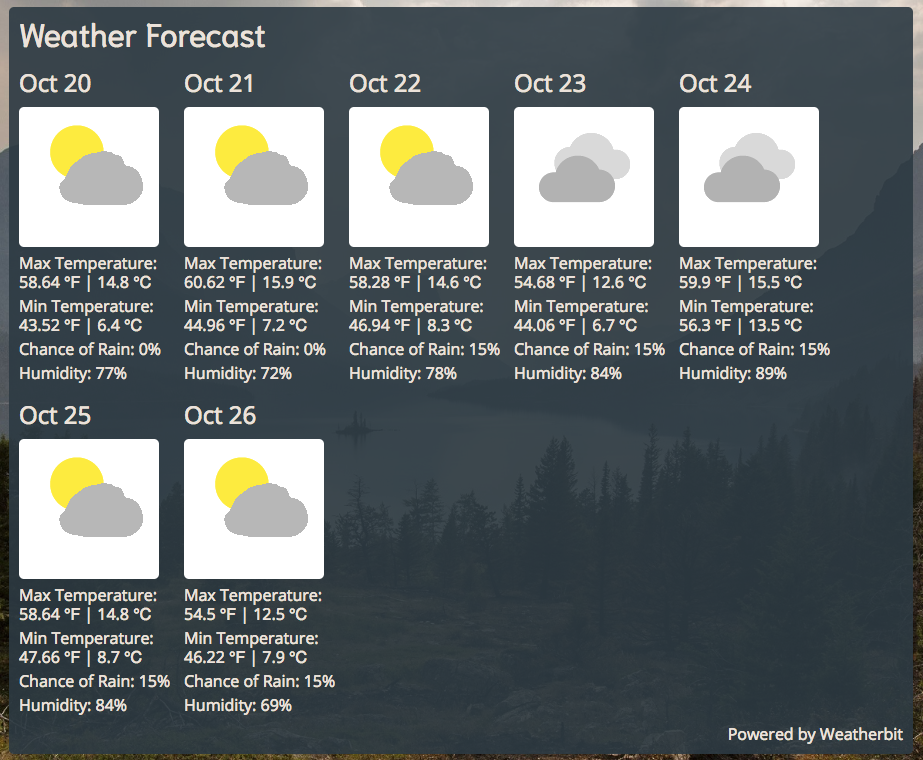 Weather Forecast
Oct 20
Max Temperature:
58.64 °F | 14.8 °C
Min Temperature:
43.52 °F | 6.4 °C
Chance of Rain: 0%
Humidity: 77%
Oct 21
Max Temperature:
60.62 °F | 15.9 °C
Min Temperature:
44.96 °F | 7.2 °C
Chance of Rain: 0%
Humidity: 72%
Oct 22
Max Temperature:
58.28 °F | 14.6 °C
Min Temperature:
46.94 °F | 8.3 °C
Chance of Rain: 15%
Humidity: 78%
Oct 23
Max Temperature:
54.68 °F | 12.6 °C
Min Temperature:
44.06 °F | 6.7 °C
Chance of Rain: 15%
Humidity: 84%
Oct 24
Max Temperature:
59.9 °F | 15.5 °C
Min Temperature:
56.3 °F | 13.5 °C
Chance of Rain: 15%
Humidity: 89%
Oct 25
Max Temperature:
58.64 °F | 14.8 °C
Min Temperature:
47.66 °F | 8.7 °C
Chance of Rain: 15%
Humidity: 84%
Oct 26
Max Temperature:
54.5 °F | 12.5 °C
Min Temperature:
46.22 °F | 7.9 °C
Chance of Rain: 15%
Humidity: 69%
Powered by Weatherbit